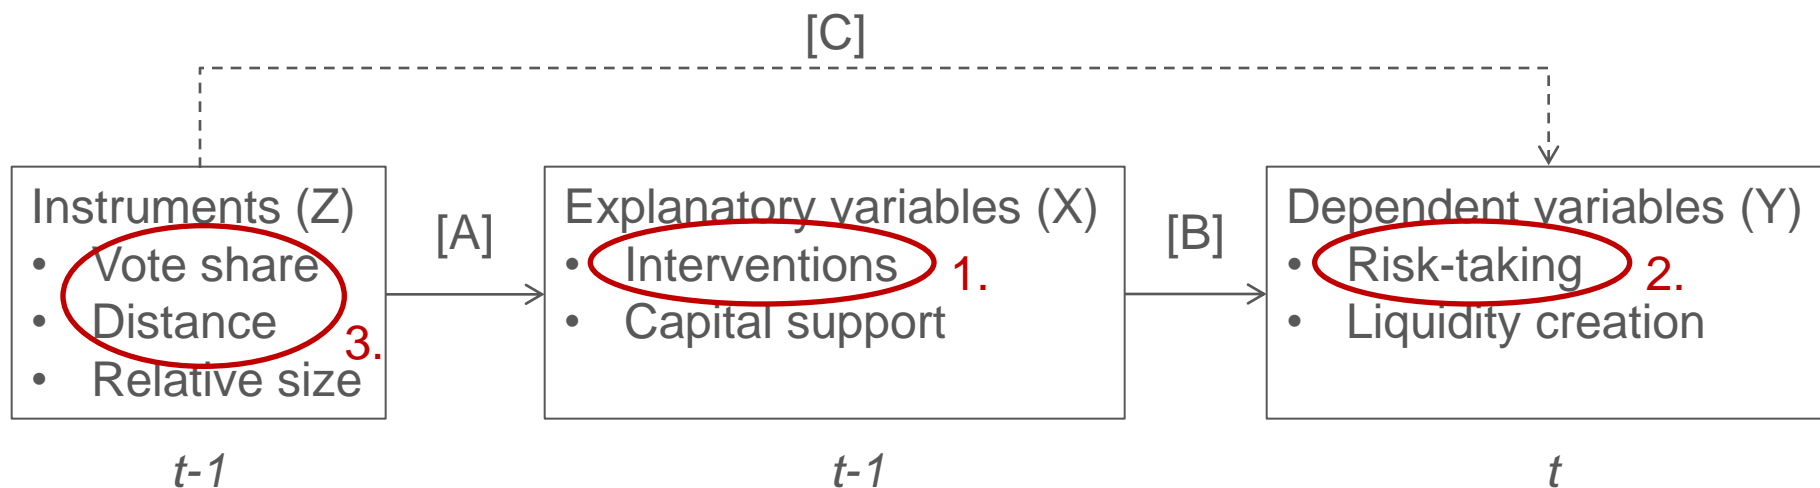 [C]
Instruments (Z)
• Vote share
• Distance
• Relative size
3.
[A]
Explanatory variables (X)
• Interventions
• Capital support
1.
[B]
Dependent variables (Y)
• Risk-taking
• Liquidity creation
2.
t-1
t-1
t